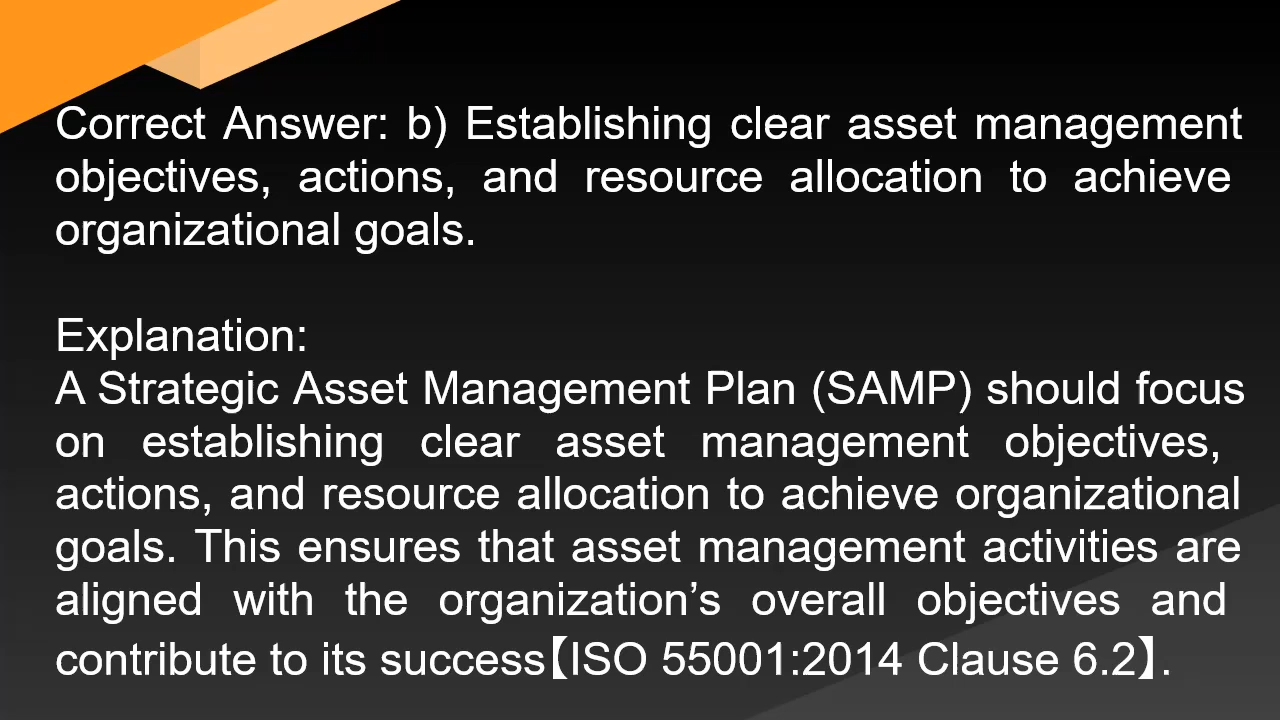 Correct Answer: b) Establishing clear asset management
objectives, actions, and resource allocation to achieve
organizational goals.
Explanation:
A Strategic Asset Management Plan (SAMP) should focus
on establishing clear asset management objectives,
actions, and resource allocation to achieve organizational
goals. This ensures that asset management activities are
aligned with the organization’s overall objectives and
contribute to its success【ISO 55001:2014 Clause 6.2】.